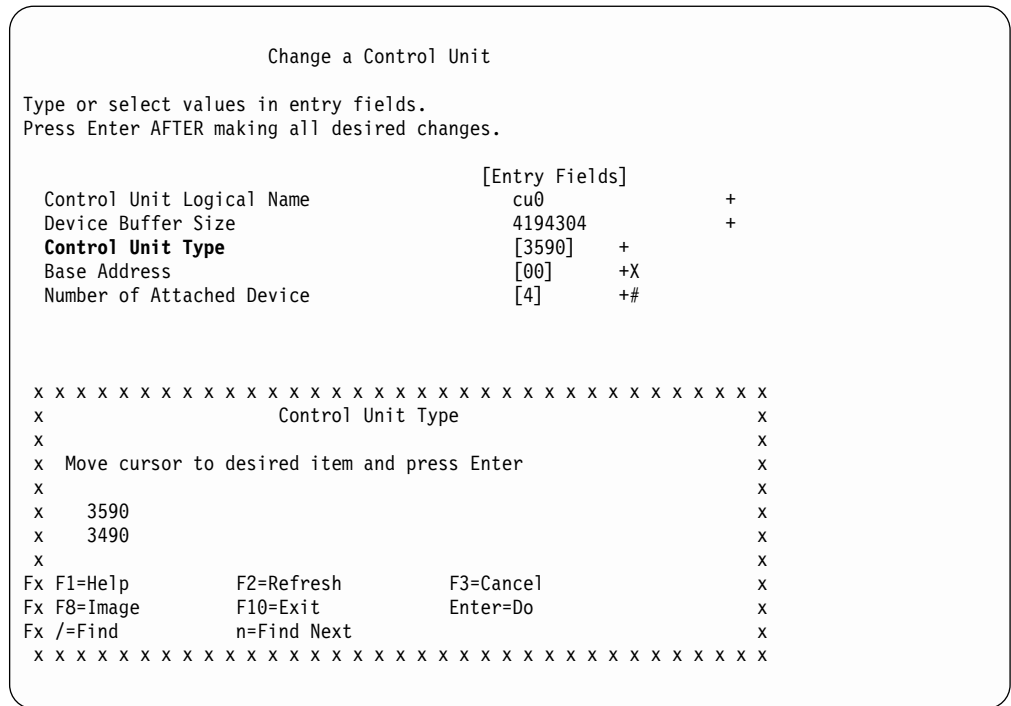 Change a Control Unit
Type or select values in entry fields.
Press Enter AFTER making all desired changes.
[Entry Fields]
Control Unit Logical Name cu0 +
Device Buffer Size 4194304 +
Control Unit Type [3590] +
Base Address [00] +X
Number of Attached Device [4] +#
x x x x x x x x x x x x x x x x x x x x x x x x x x x x x x x x x x x
x Control Unit Type x
x x
x Move cursor to desired item and press Enter x
x x
x 3590 x
x 3490 x
x x
Fx F1=Help F2=Refresh F3=Cancel x
Fx F8=Image F10=Exit Enter=Do x
Fx /=Find n=Find Next x
x x x x x x x x x x x x x x x x x x x x x x x x x x x x x x x x x x x